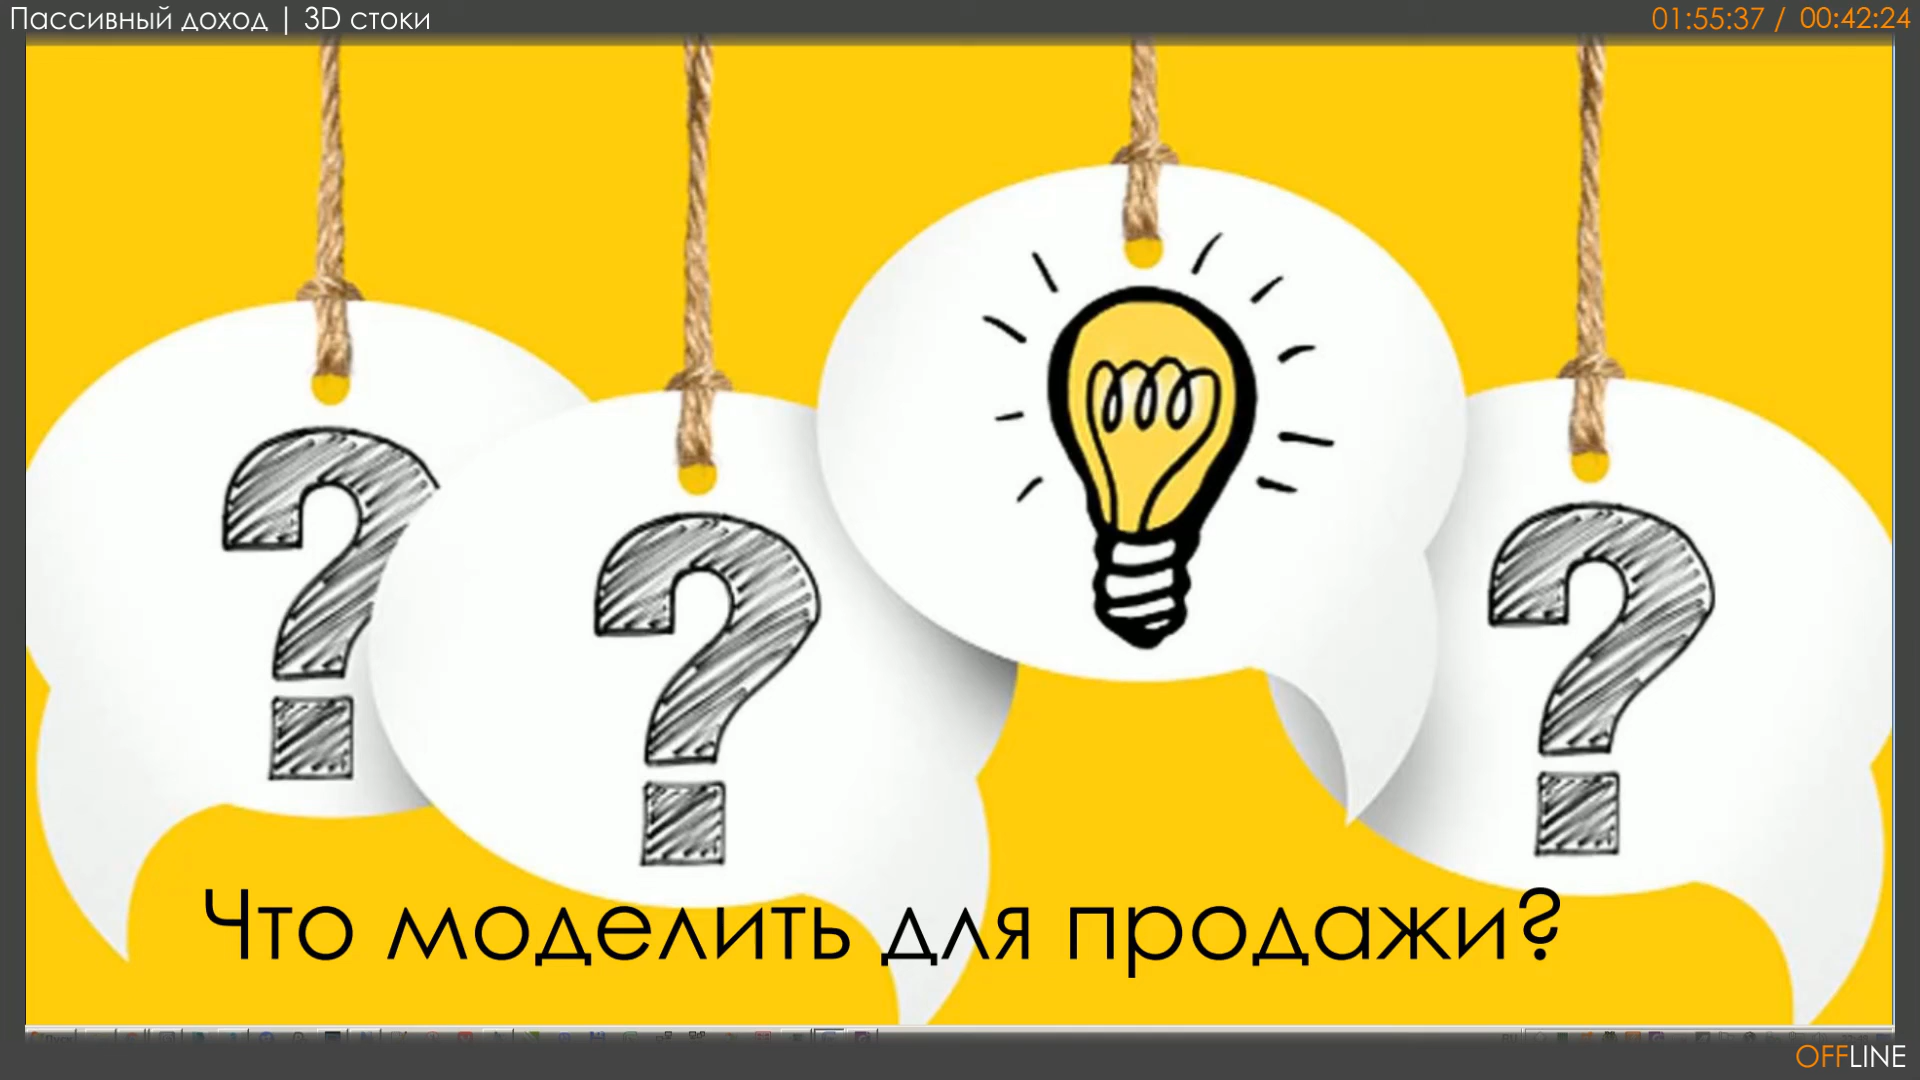 Пассивный доход | 3D стоки
01:55:37 / 00:42:24
? ? ?
Что моделить для продажи?
OFFLINE